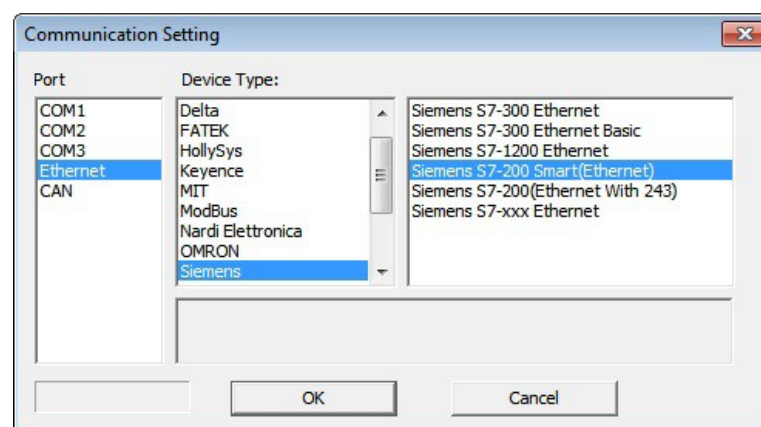 Communication Setting
Port
Device Type:
COM1
COM2
COM3
Ethernet
CAN
Delta
FATEK
HollySys
Keyence
MIT
ModBus
Nardi Elettronica
OMRON
Siemens
Siemens S7-300 Ethernet
Siemens S7-300 Ethernet Basic
Siemens S7-1200 Ethernet
Siemens S7-200 Smart(Ethernet)
Siemens S7-200(Ethernet With 243)
Siemens S7-xxx Ethernet
OK
Cancel